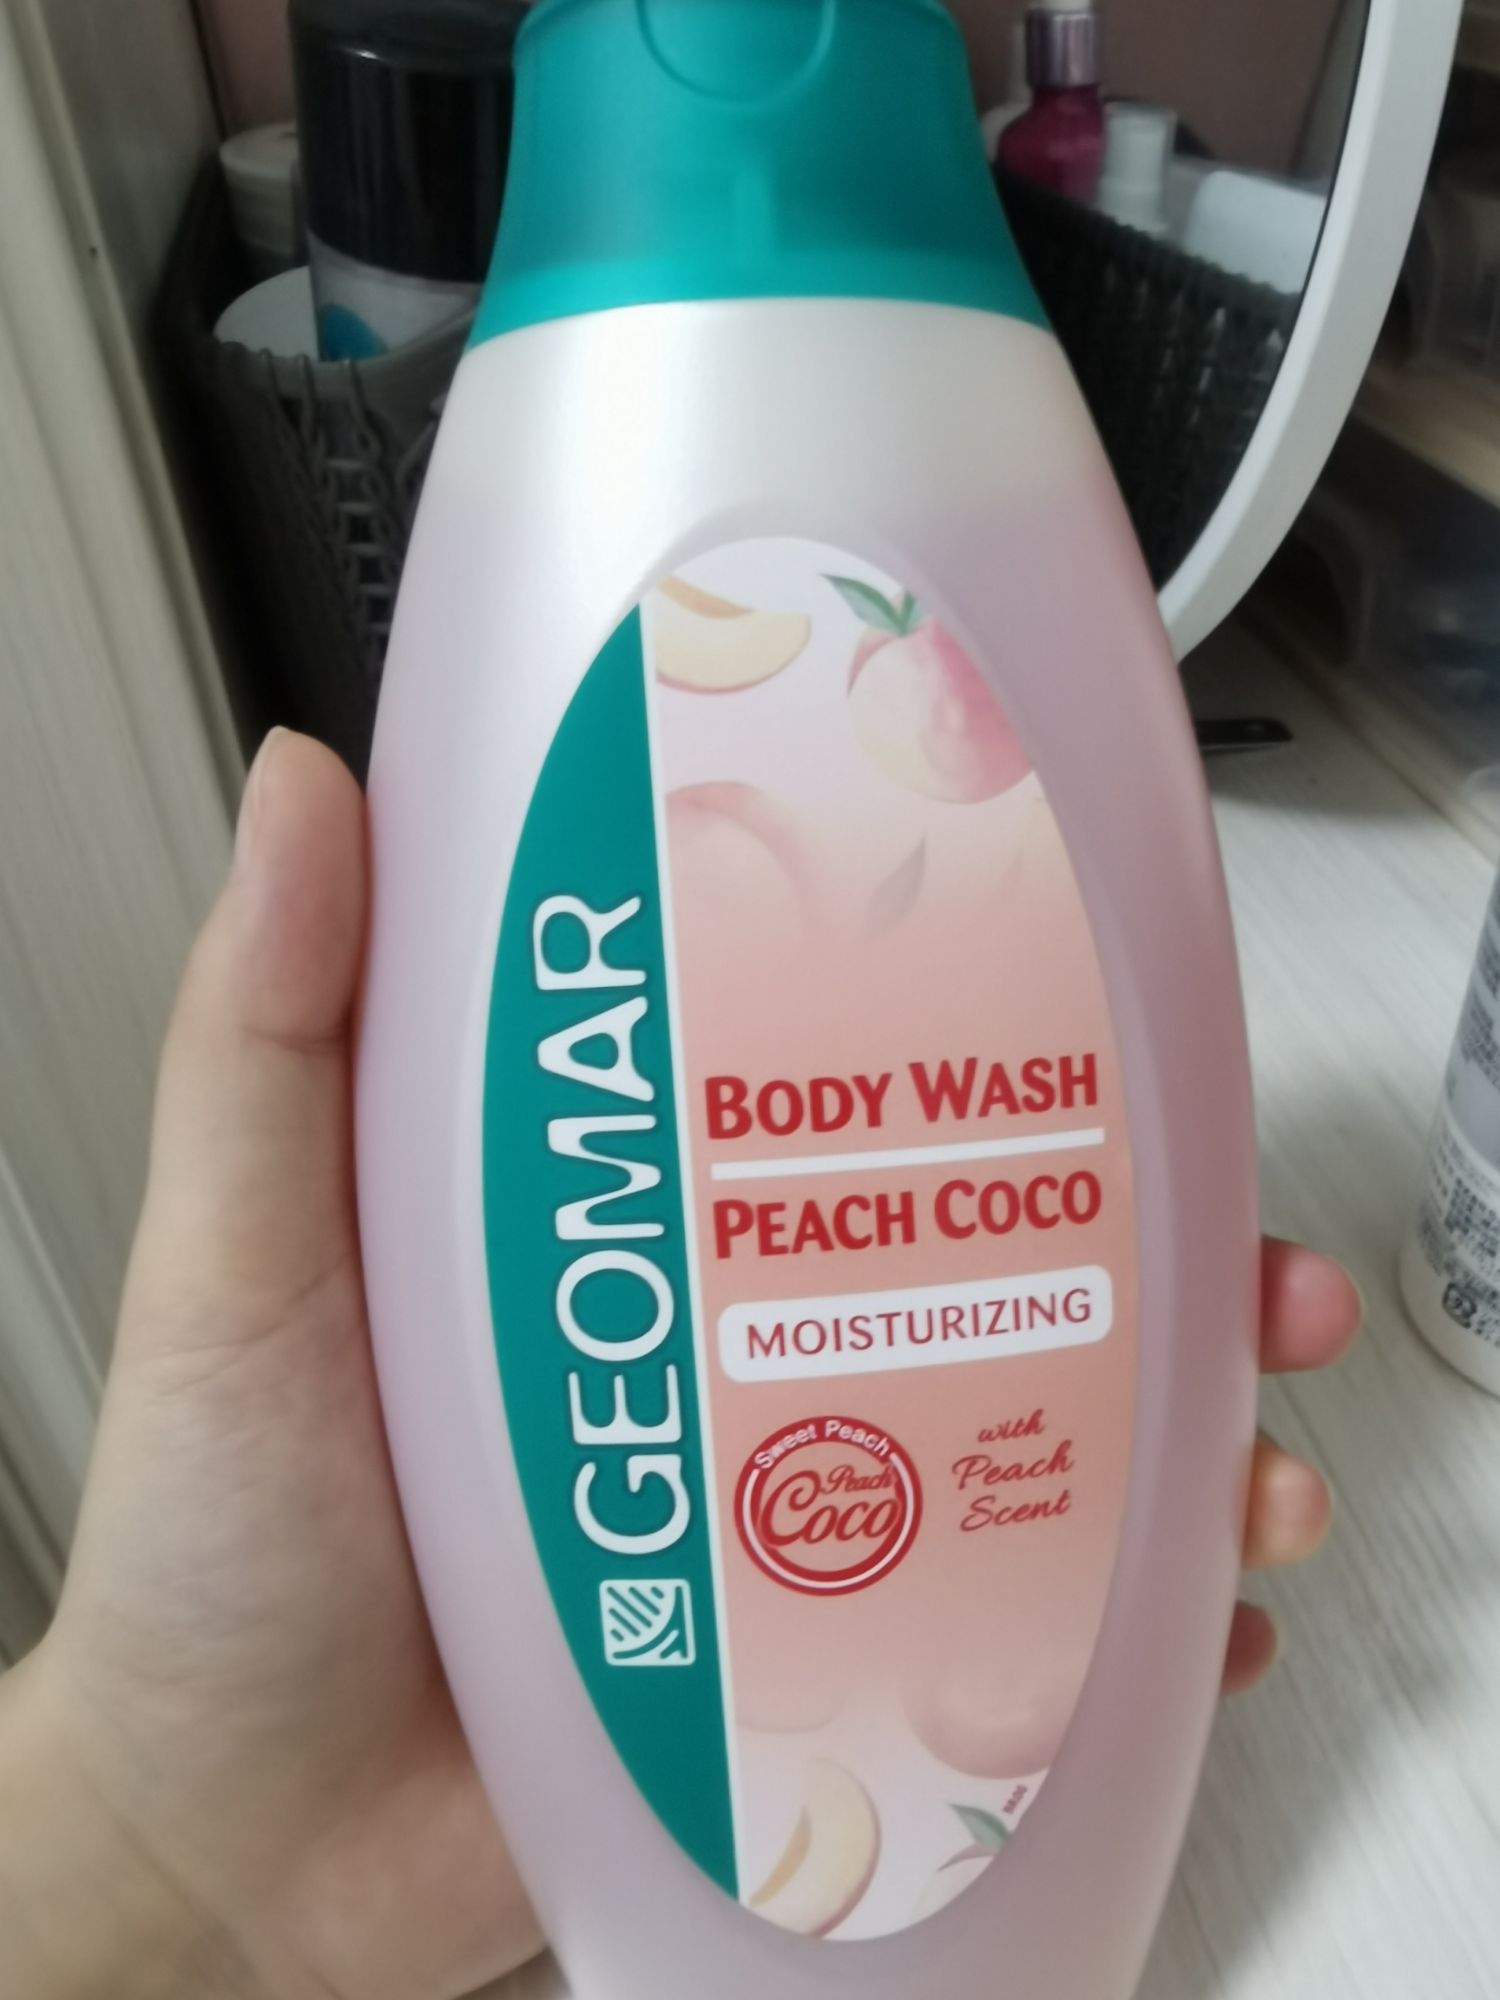 GEOMAR
BODY WASH
PEACH COCO
MOISTURIZING
Sweet Peach
Peach
Coco
with
Peach
Scent